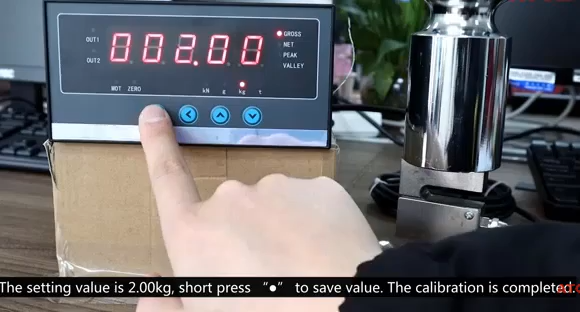 OUT1
OUT2
002.00
GROSS
NET
PEAK
VALLEY
MOT ZERO
kN g kg t
The setting value is 2.00kg, short press “●” to save value. The calibration is completed.